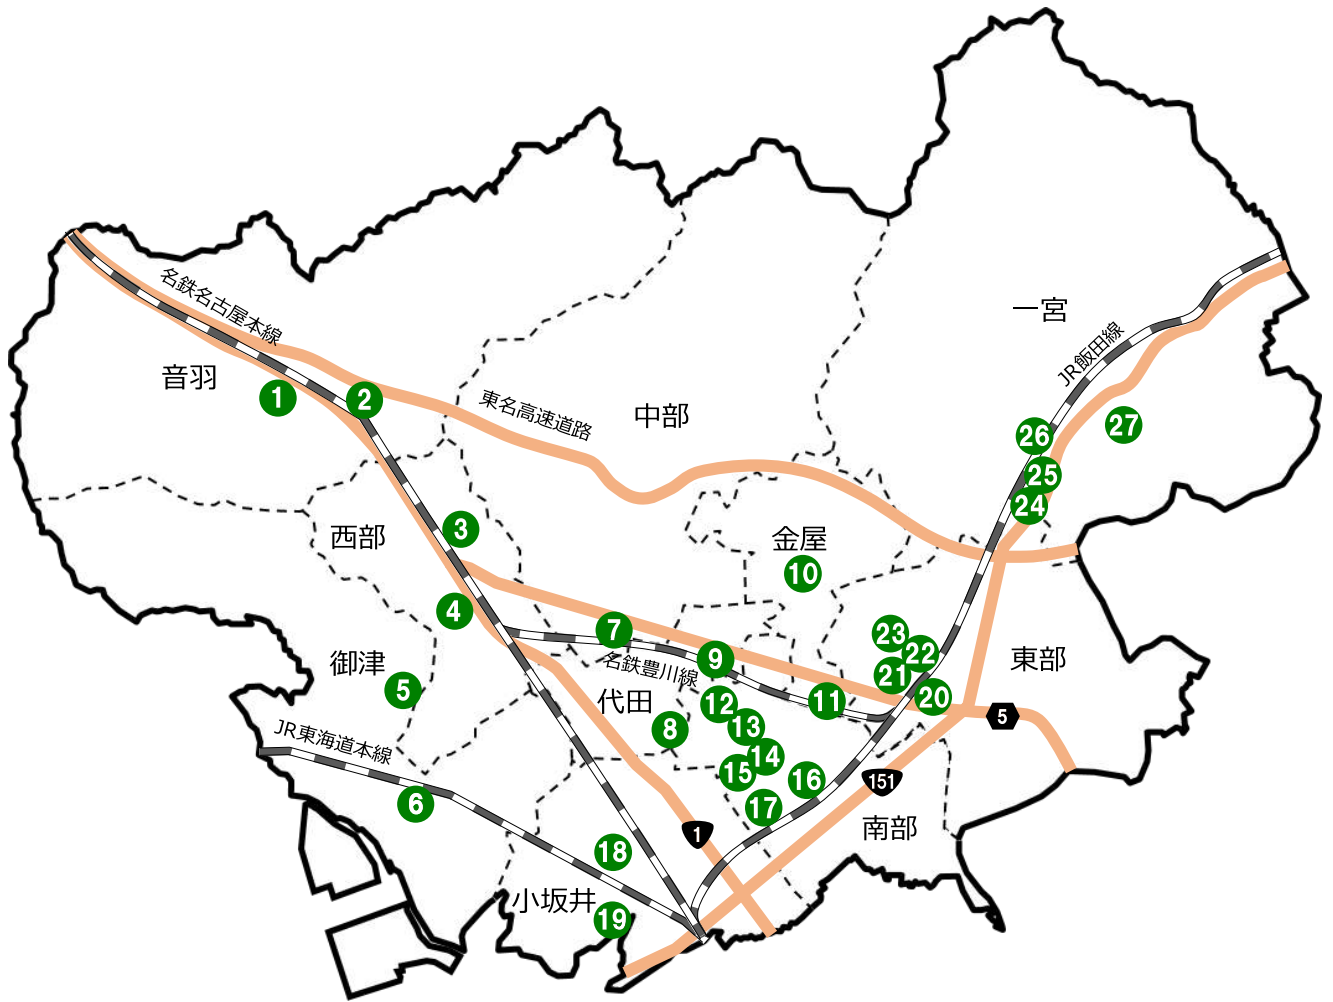 名鉄名古屋本線
一宮
JR飯田線
音羽
1
2
東名高速道路
中部
26
27
25
24
西部
3
金屋
10
4
7
23
22
名鉄豊川線
9
21
東部
御津
5
代田
11
20
12
8
13
5
JR東海道本線
14
15
16
151
6
17
1
南部
18
小坂井
19